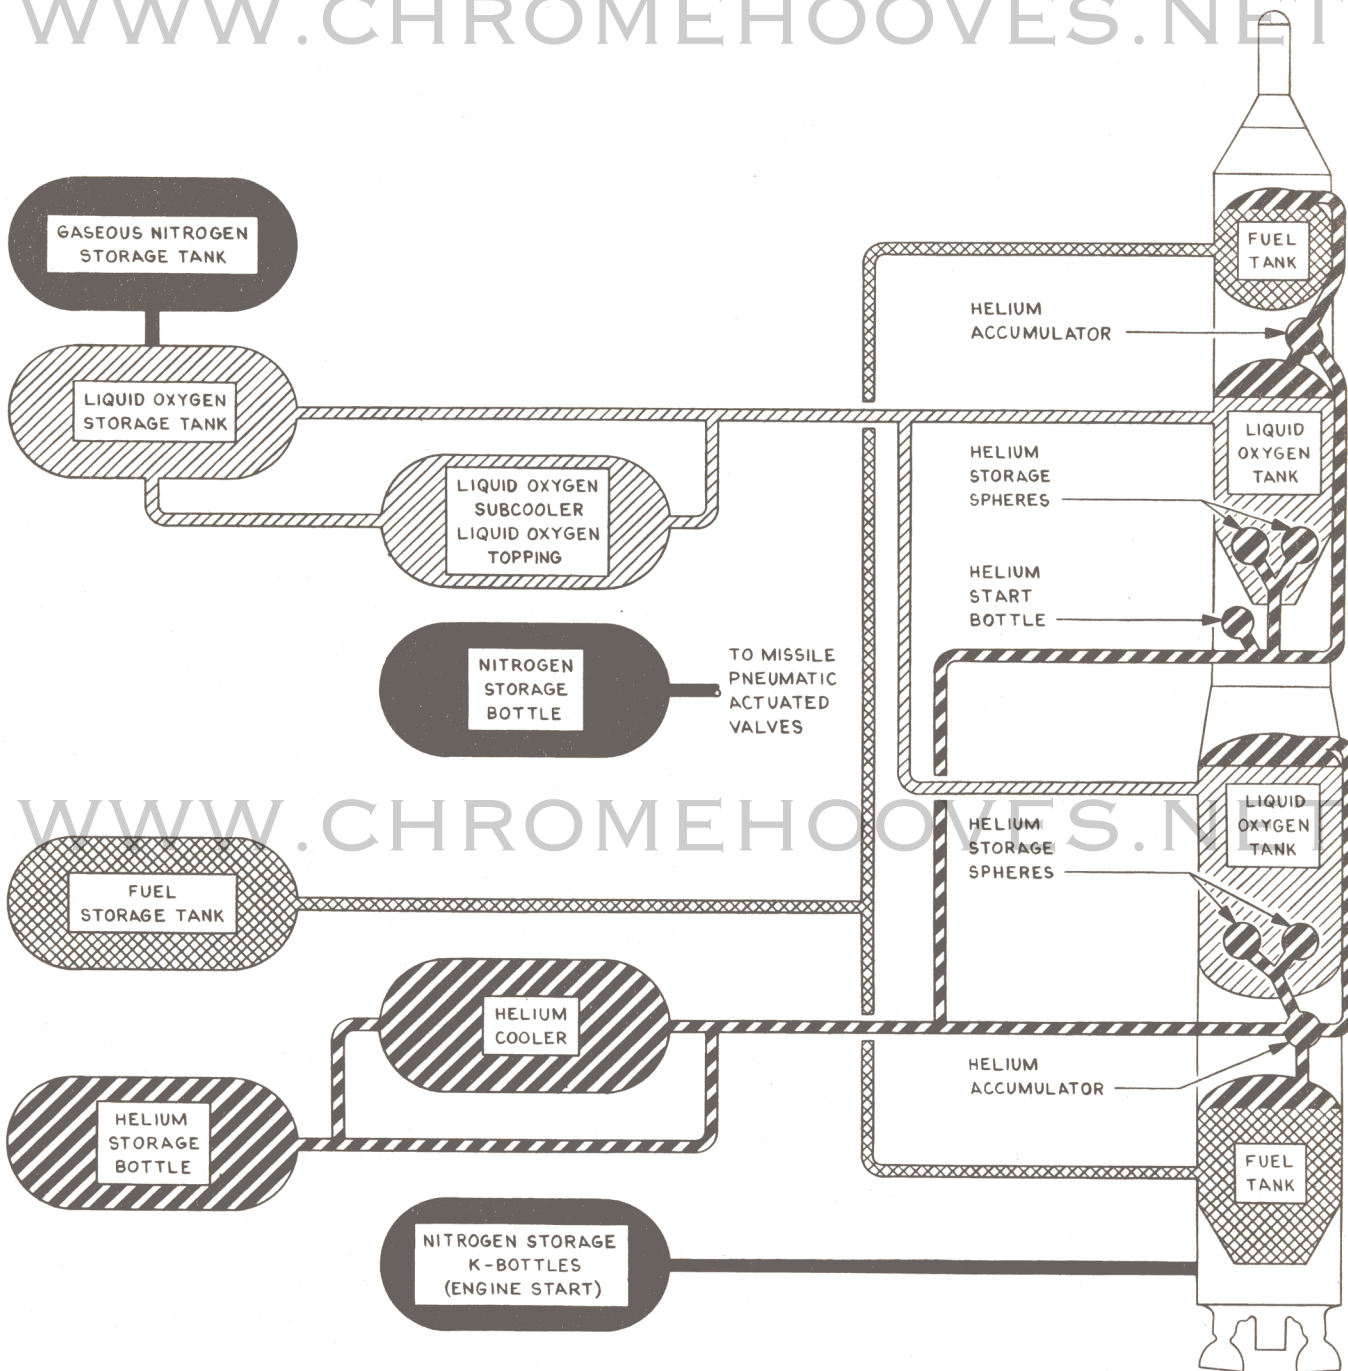 WWW.CHROMEHOOVES.NET
GASEOUS NITROGEN
STORAGE TANK
FUEL
TANK
HELIUM
ACCUMULATOR
LIQUID OXYGEN
STORAGE TANK
LIQUID
OXYGEN
TANK
HELIUM
STORAGE
SPHERES
LIQUID OXYGEN
SUBCOOLER
LIQUID OXYGEN
TOPPING
HELIUM
START
BOTTLE
NITROGEN
STORAGE
BOTTLE
TO MISSILE
PNEUMATIC
ACTUATED
VALVES
WWW.CHROMEHOOVES.NET
LIQUID
OXYGEN
TANK
HELIUM
STORAGE
SPHERES
FUEL
STORAGE TANK
HELIUM
COOLER
HELIUM
ACCUMULATOR
HELIUM
STORAGE
BOTTLE
FUEL
TANK
NITROGEN STORAGE
K-BOTTLES
(ENGINE START)